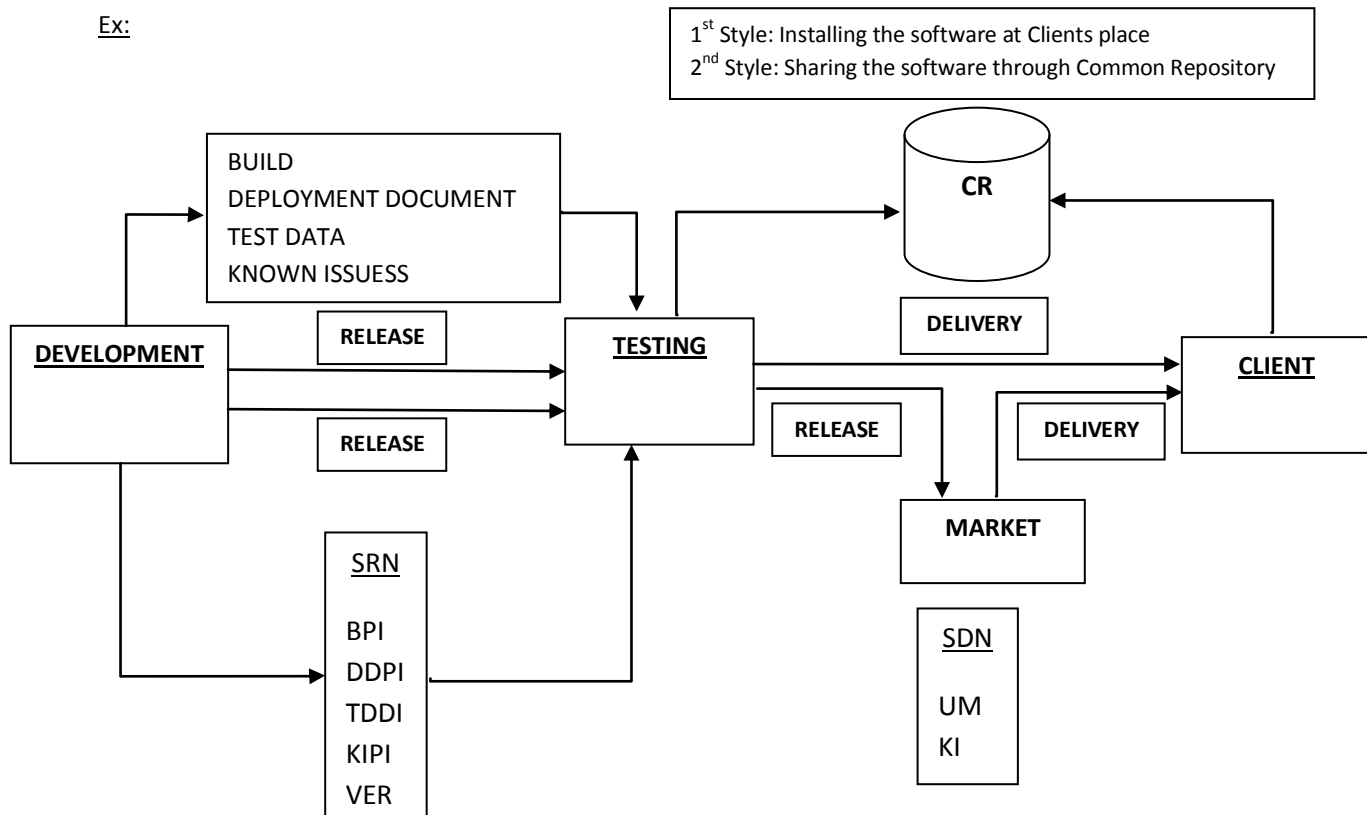 Ex:
1st Style: Installing the software at Clients place
2nd Style: Sharing the software through Common Repository
BUILD
DEPLOYMENT DOCUMENT
TEST DATA
KNOWN ISSUESS
CR
RELEASE
DELIVERY
DEVELOPMENT
TESTING
CLIENT
RELEASE
RELEASE
DELIVERY
MARKET
SRN
BPI
DDPI
TDDI
KIPI
VER
SDN
UM
KI